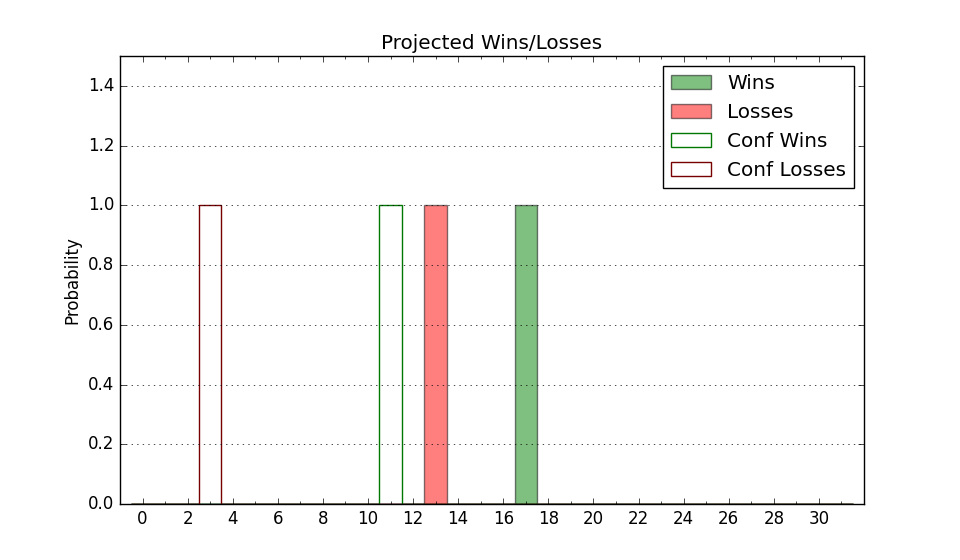 Projected Wins/Losses
Wins
Losses
Conf Wins
Conf Losses
Probability
1.4
1.2
1.0
0.8
0.6
0.4
0.2
0.0
0 2 4 6 8 10 12 14 16 18 20 22 24 26 28 30